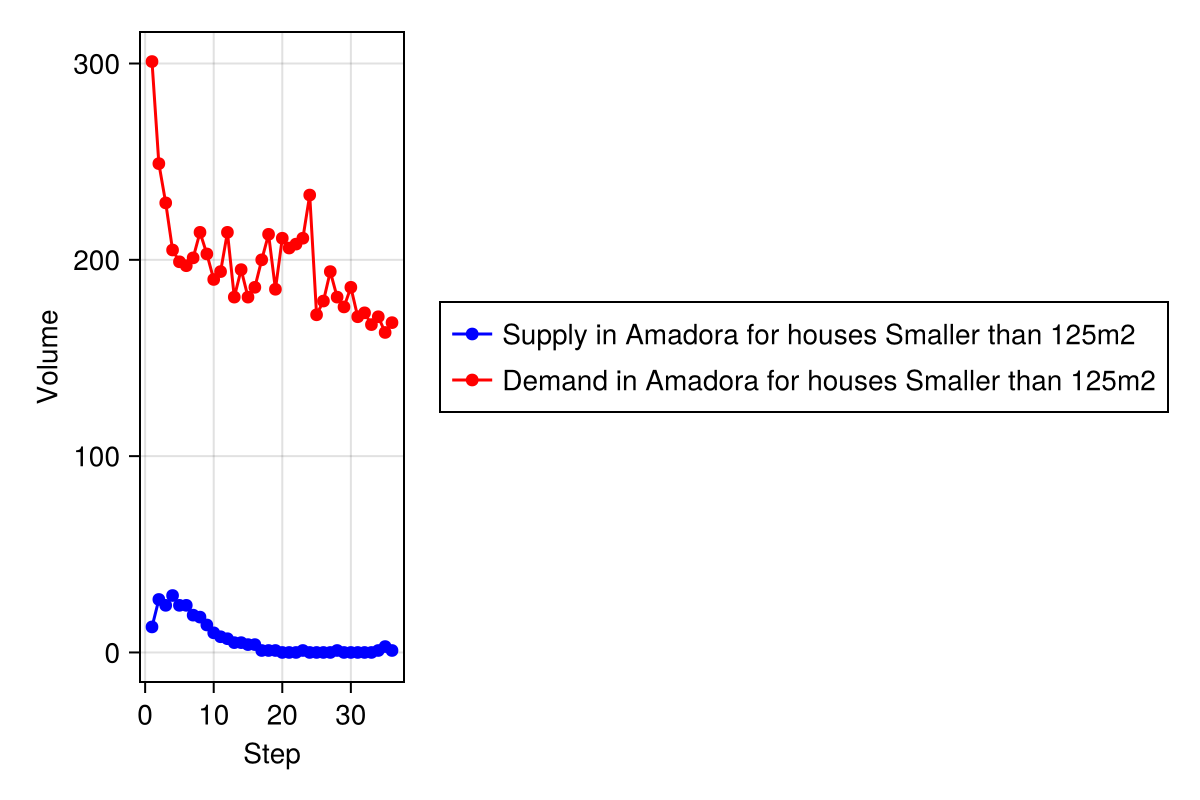 300
200
100
0
Volume
0 10 20 30
Step
Supply in Amadora for houses Smaller than 125m2
Demand in Amadora for houses Smaller than 125m2